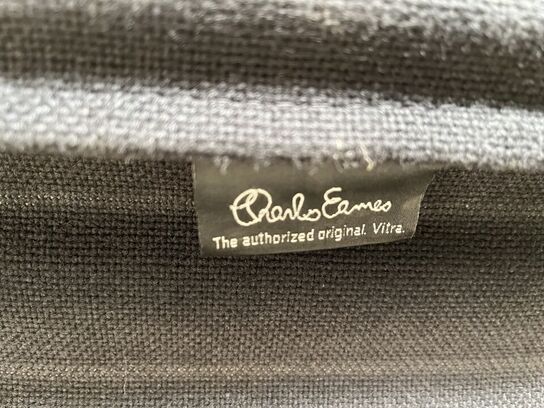 Charles Eames
The authorized original. Vitra.